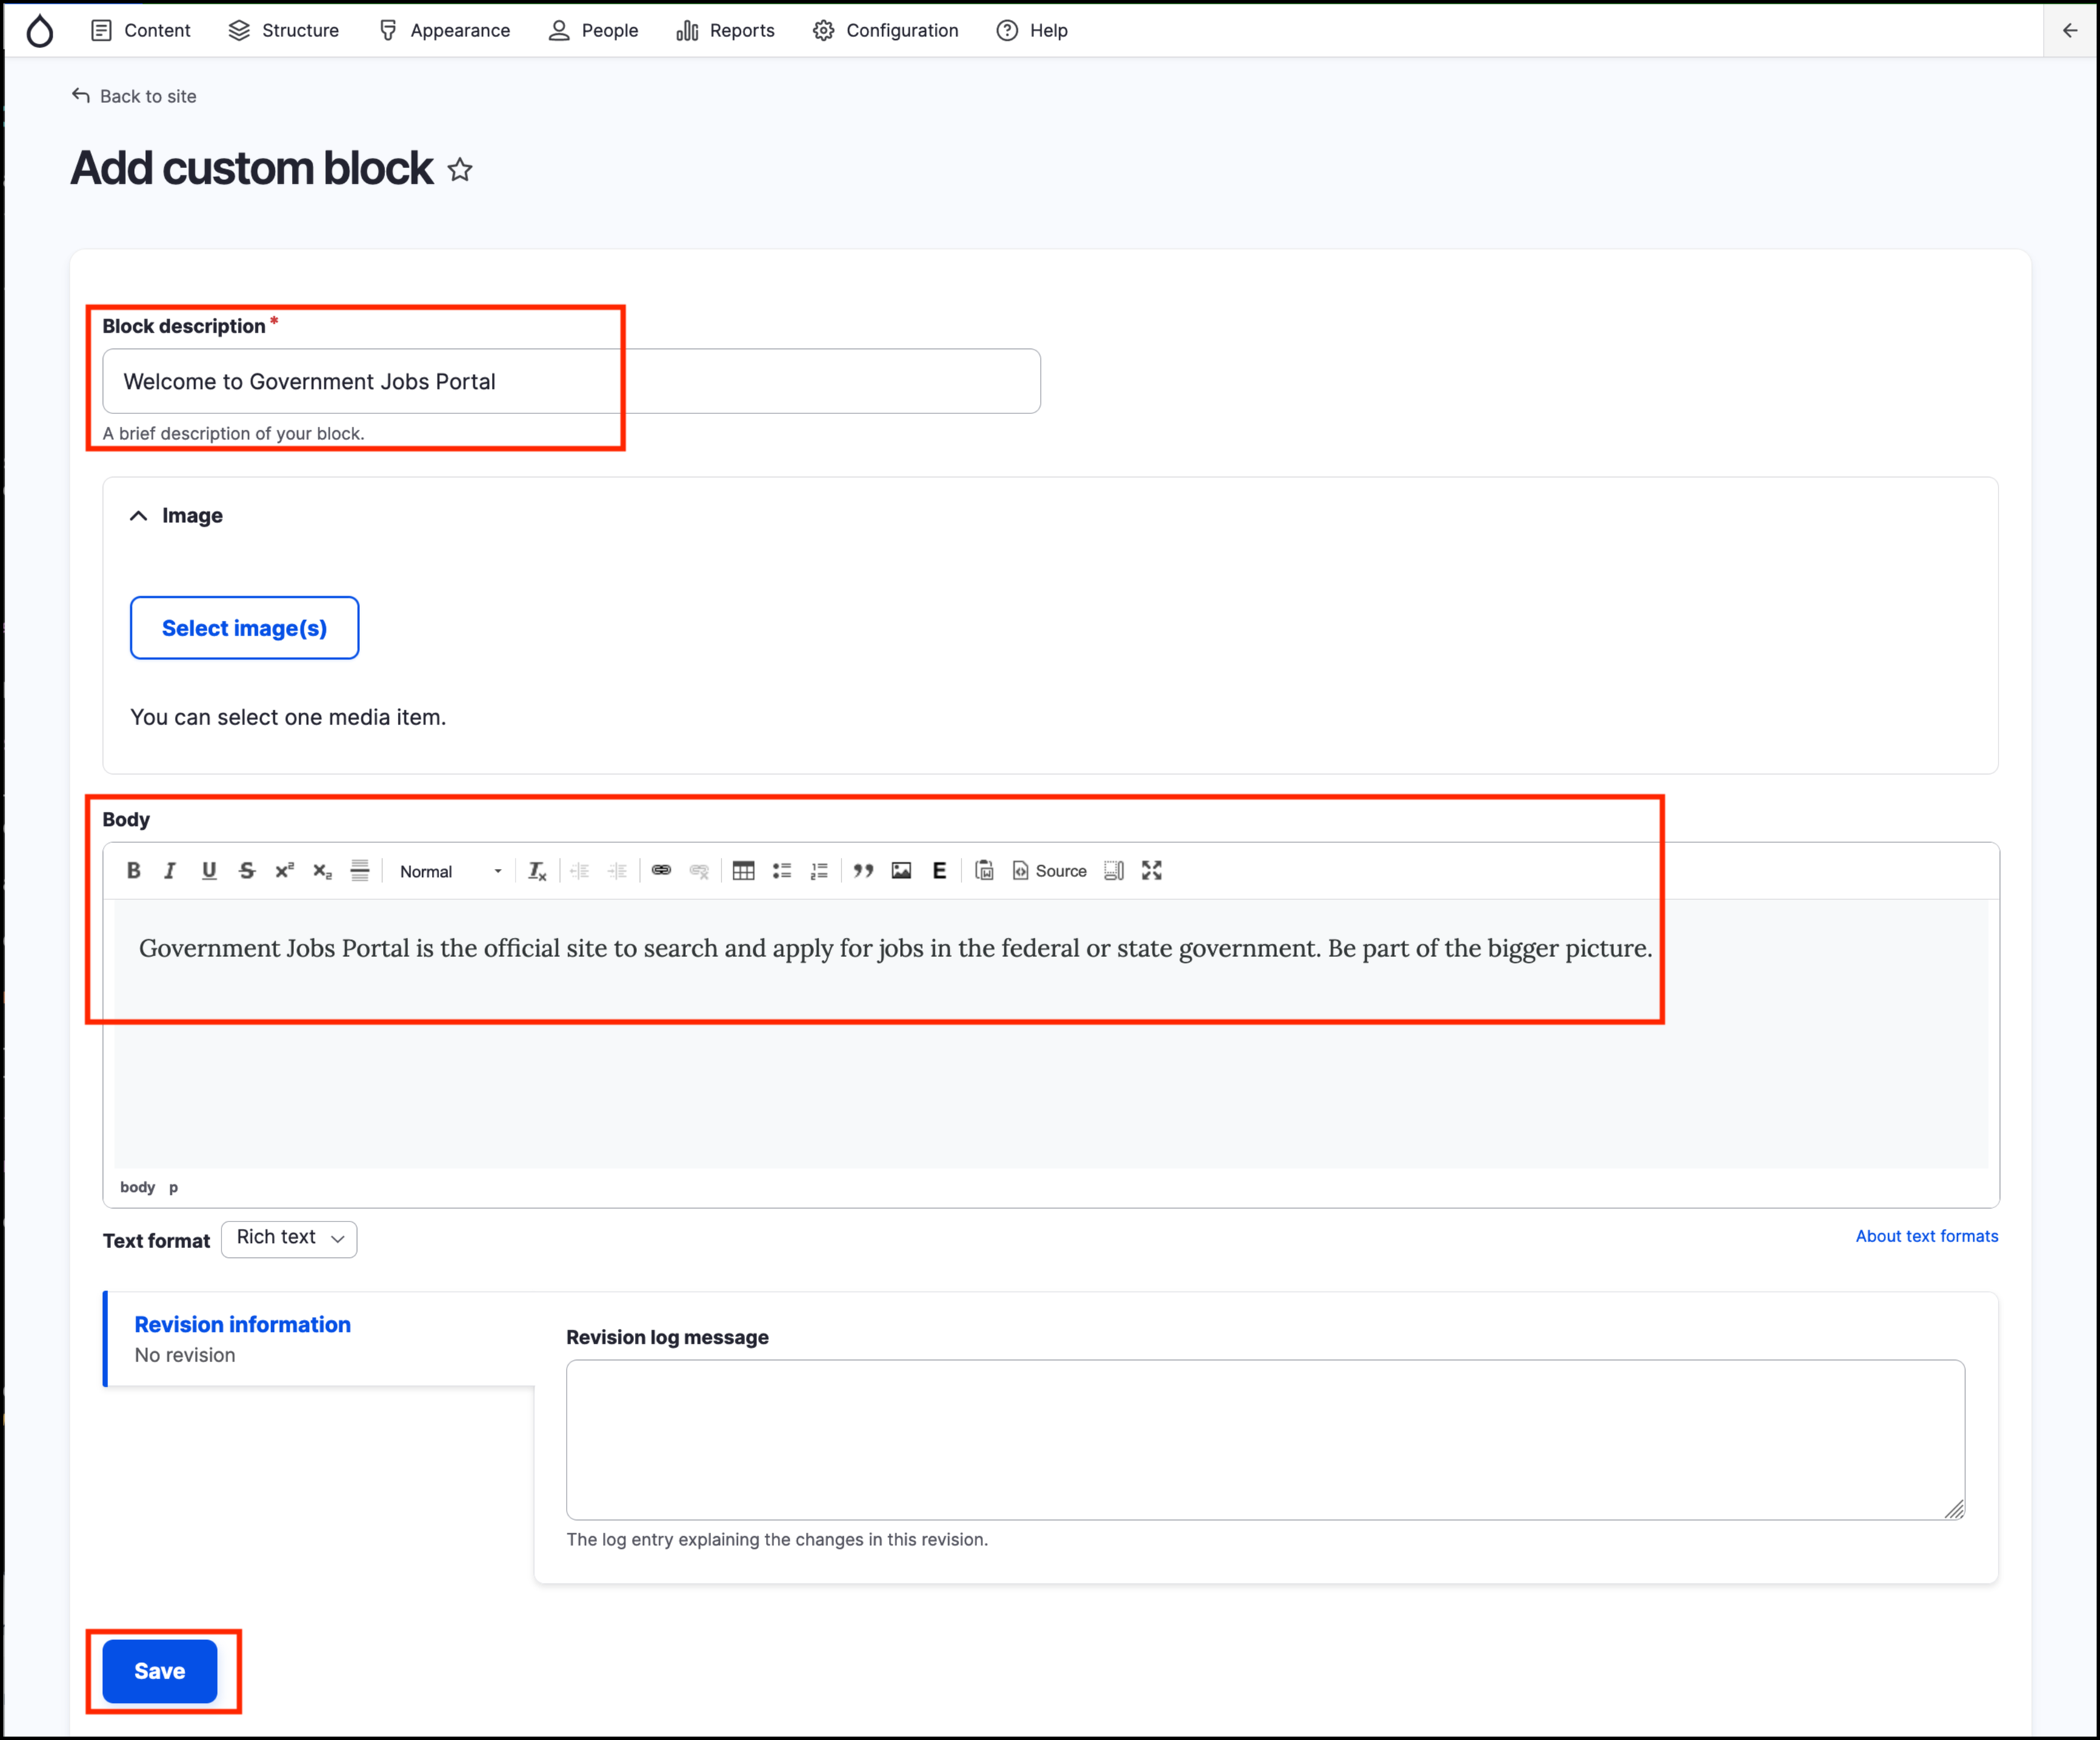 Content Structure Appearance People Reports Configuration Help
Back to site
Add custom block
Block description *
Welcome to Government Jobs Portal
A brief description of your block.
Image
Select image(s)
You can select one media item.
Body
B I U S x² x₂ Normal Ix E Source
Government Jobs Portal is the official site to search and apply for jobs in the federal or state government. Be part of the bigger picture.
body p
Text format Rich text About text formats
Revision information
No revision
Revision log message
The log entry explaining the changes in this revision.
Save